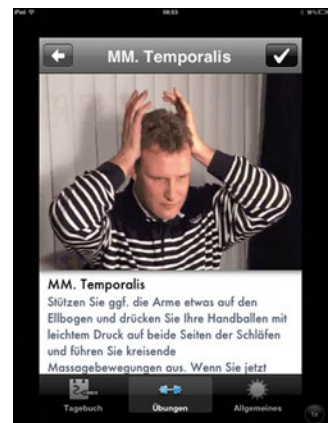 iPad
08:53
MM. Temporalis
MM. Temporalis
Stützen Sie ggf. die Arme etwas auf den
Ellbogen und drücken Sie Ihre Handballen mit
leichtem Druck auf beide Seiten der Schläfen
und führen Sie kreisende
Massagebewegungen aus. Wenn Sie jetzt
Tagebuch Übungen Allgemeines
1x